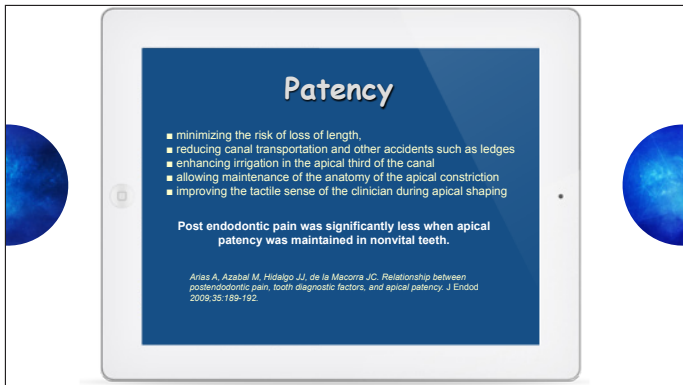 Patency
■ minimizing the risk of loss of length,
■ reducing canal transportation and other accidents such as ledges
■ enhancing irrigation in the apical third of the canal
■ allowing maintenance of the anatomy of the apical constriction
■ improving the tactile sense of the clinician during apical shaping
Post endodontic pain was significantly less when apical
patency was maintained in nonvital teeth.
Arias A, Azabal M, Hidalgo JJ, de la Macorra JC. Relationship between
postendodontic pain, tooth diagnostic factors, and apical patency. J Endod
2009;35:189-192.